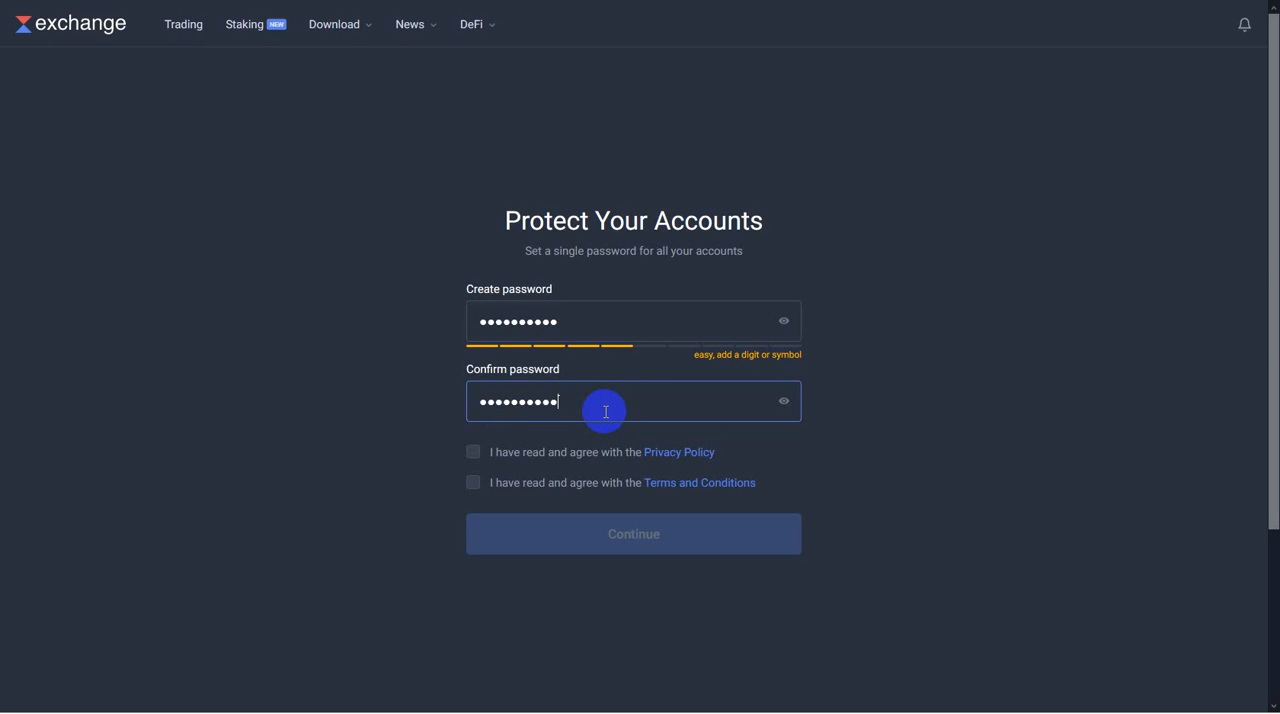 exchange Trading Staking NEW Download News DeFi
Protect Your Accounts
Set a single password for all your accounts
Create password
••••••••••
easy, add a digit or symbol
Confirm password
••••••••••
I have read and agree with the Privacy Policy
I have read and agree with the Terms and Conditions
Continue